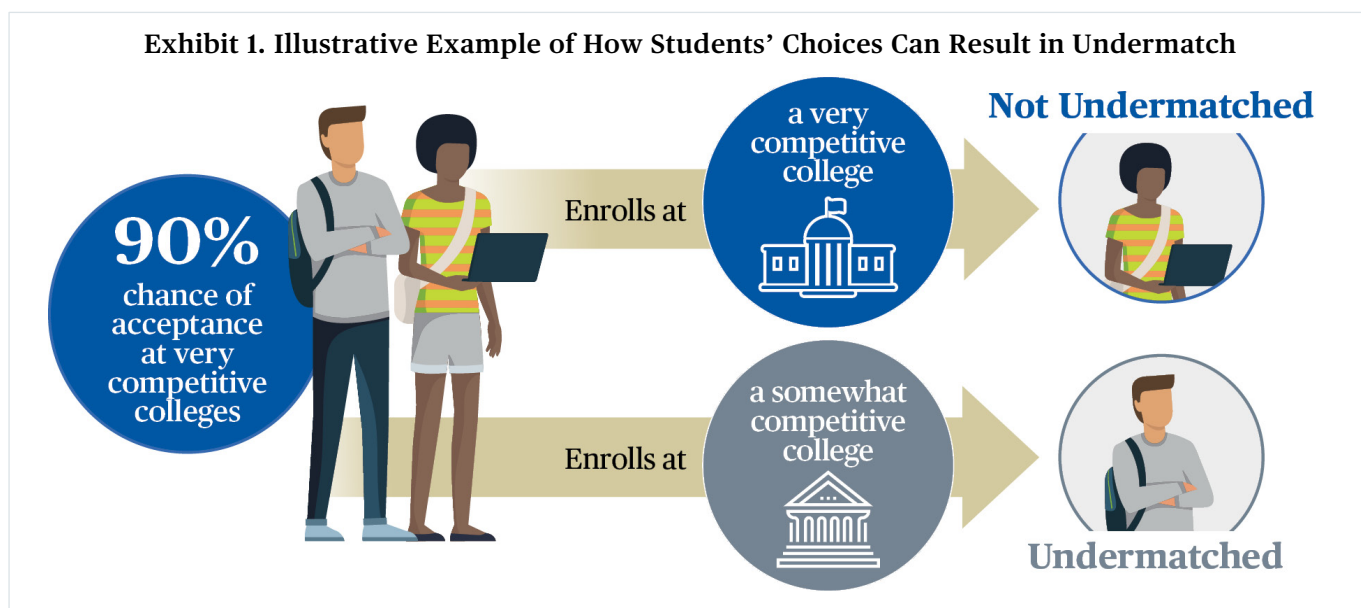 Exhibit 1. Illustrative Example of How Students’ Choices Can Result in Undermatch
90%
chance of
acceptance
at very
competitive
colleges
Enrolls at
a very
competitive
college
Not Undermatched
Enrolls at
a somewhat
competitive
college
Undermatched